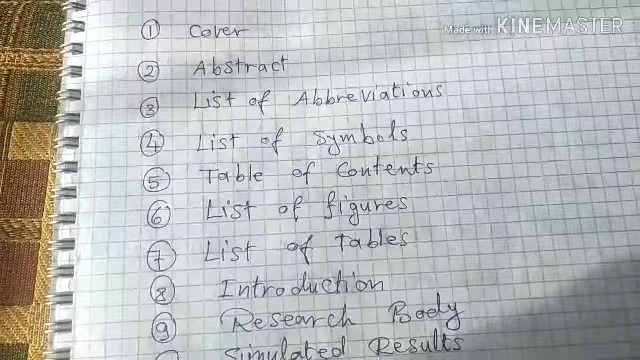 Made with KINEMASTER
① Cover
② Abstract
③ List of Abbreviations
④ List of Symbols
⑤ Table of Contents
⑥ List of figures
⑦ List of Tables
⑧ Introduction
⑨ Research Body
Simulated Results